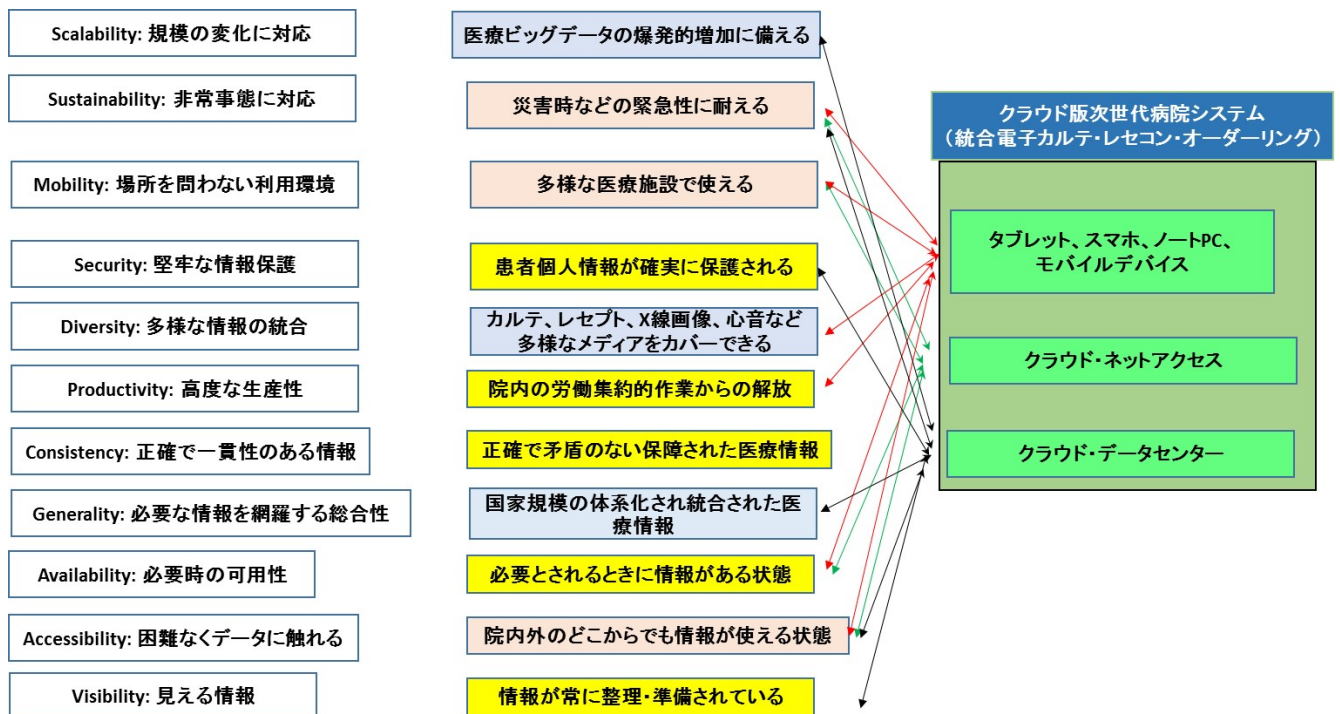 Scalability: 規模の変化に対応
Sustainability: 非常事態に対応
Mobility: 場所を問わない利用環境
Security: 堅牢な情報保護
Diversity: 多様な情報の統合
Productivity: 高度な生産性
Consistency: 正確で一貫性のある情報
Generality: 必要な情報を網羅する総合性
Availability: 必要時の可用性
Accessibility: 困難なくデータに触れる
Visibility: 見える情報
医療ビッグデータの爆発的増加に備える
災害時などの緊急性に耐える
多様な医療施設で使える
患者個人情報が確実に保護される
カルテ、レセプト、X線画像、心音など
多様なメディアをカバーできる
院内の労働集約的作業からの解放
正確で矛盾のない保障された医療情報
国家規模の体系化され統合された医
療情報
必要とされるときに情報がある状態
院内外のどこからでも情報が使える状態
情報が常に整理・準備されている
クラウド版次世代病院システム
（統合電子カルテ・レセコン・オーダーリング）
タブレット、スマホ、ノートPC、
モバイルデバイス
クラウド・ネットアクセス
クラウド・データセンター